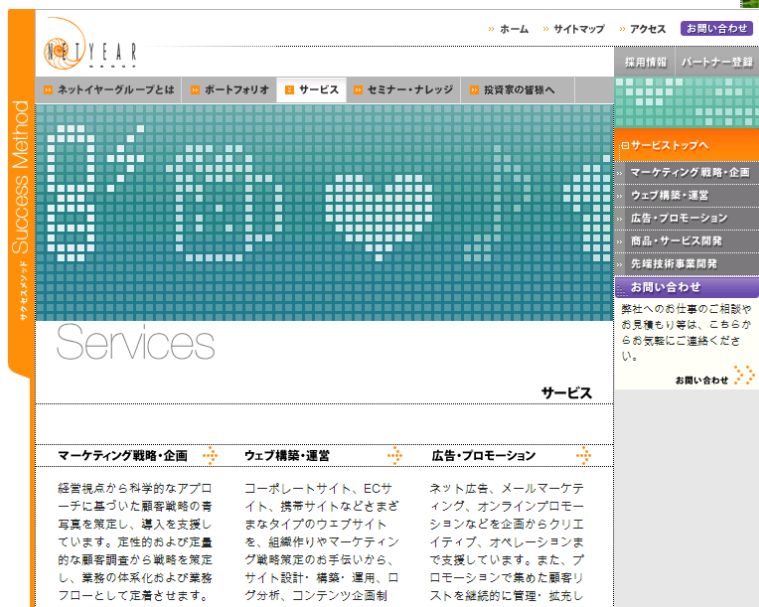 ホーム サイトマップ アクセス お問い合わせ
NETYEAR
採用情報 パートナー登録
ネットイヤーグループとは ポートフォリオ サービス セミナー・ナレッジ 投資家の皆様へ
サクセスメソッド Success Method
サービストップへ
マーケティング戦略・企画
ウェブ構築・運営
広告・プロモーション
商品・サービス開発
先端技術事業開発
お問い合わせ
弊社へのお仕事のご相談や
お見積もり等は、こちらか
らお気軽にご連絡くださ
い。
お問い合わせ
Services
サービス
マーケティング戦略・企画
経営視点から科学的なアプロ
ーチに基づいた顧客戦略の青
写真を策定し、導入を支援し
ています。定性的および定量
的な顧客調査から戦略を策定
し、業務の体系化および業務
フローとして定着させます。
ウェブ構築・運営
コーポレートサイト、ECサ
イト、携帯サイトなどさまざ
まなタイプのウェブサイト
を、組織作りやマーケティン
グ戦略策定のお手伝いから、
サイト設計・構築・運用、ロ
グ分析、コンテンツ企画制
広告・プロモーション
ネット広告、メールマーケテ
ィング、オンラインプロモー
ションなどを企画からクリエ
イティブ、オペレーションま
で支援しています。また、プ
ロモーションで集めた顧客リ
ストを継続的に管理・拡充し